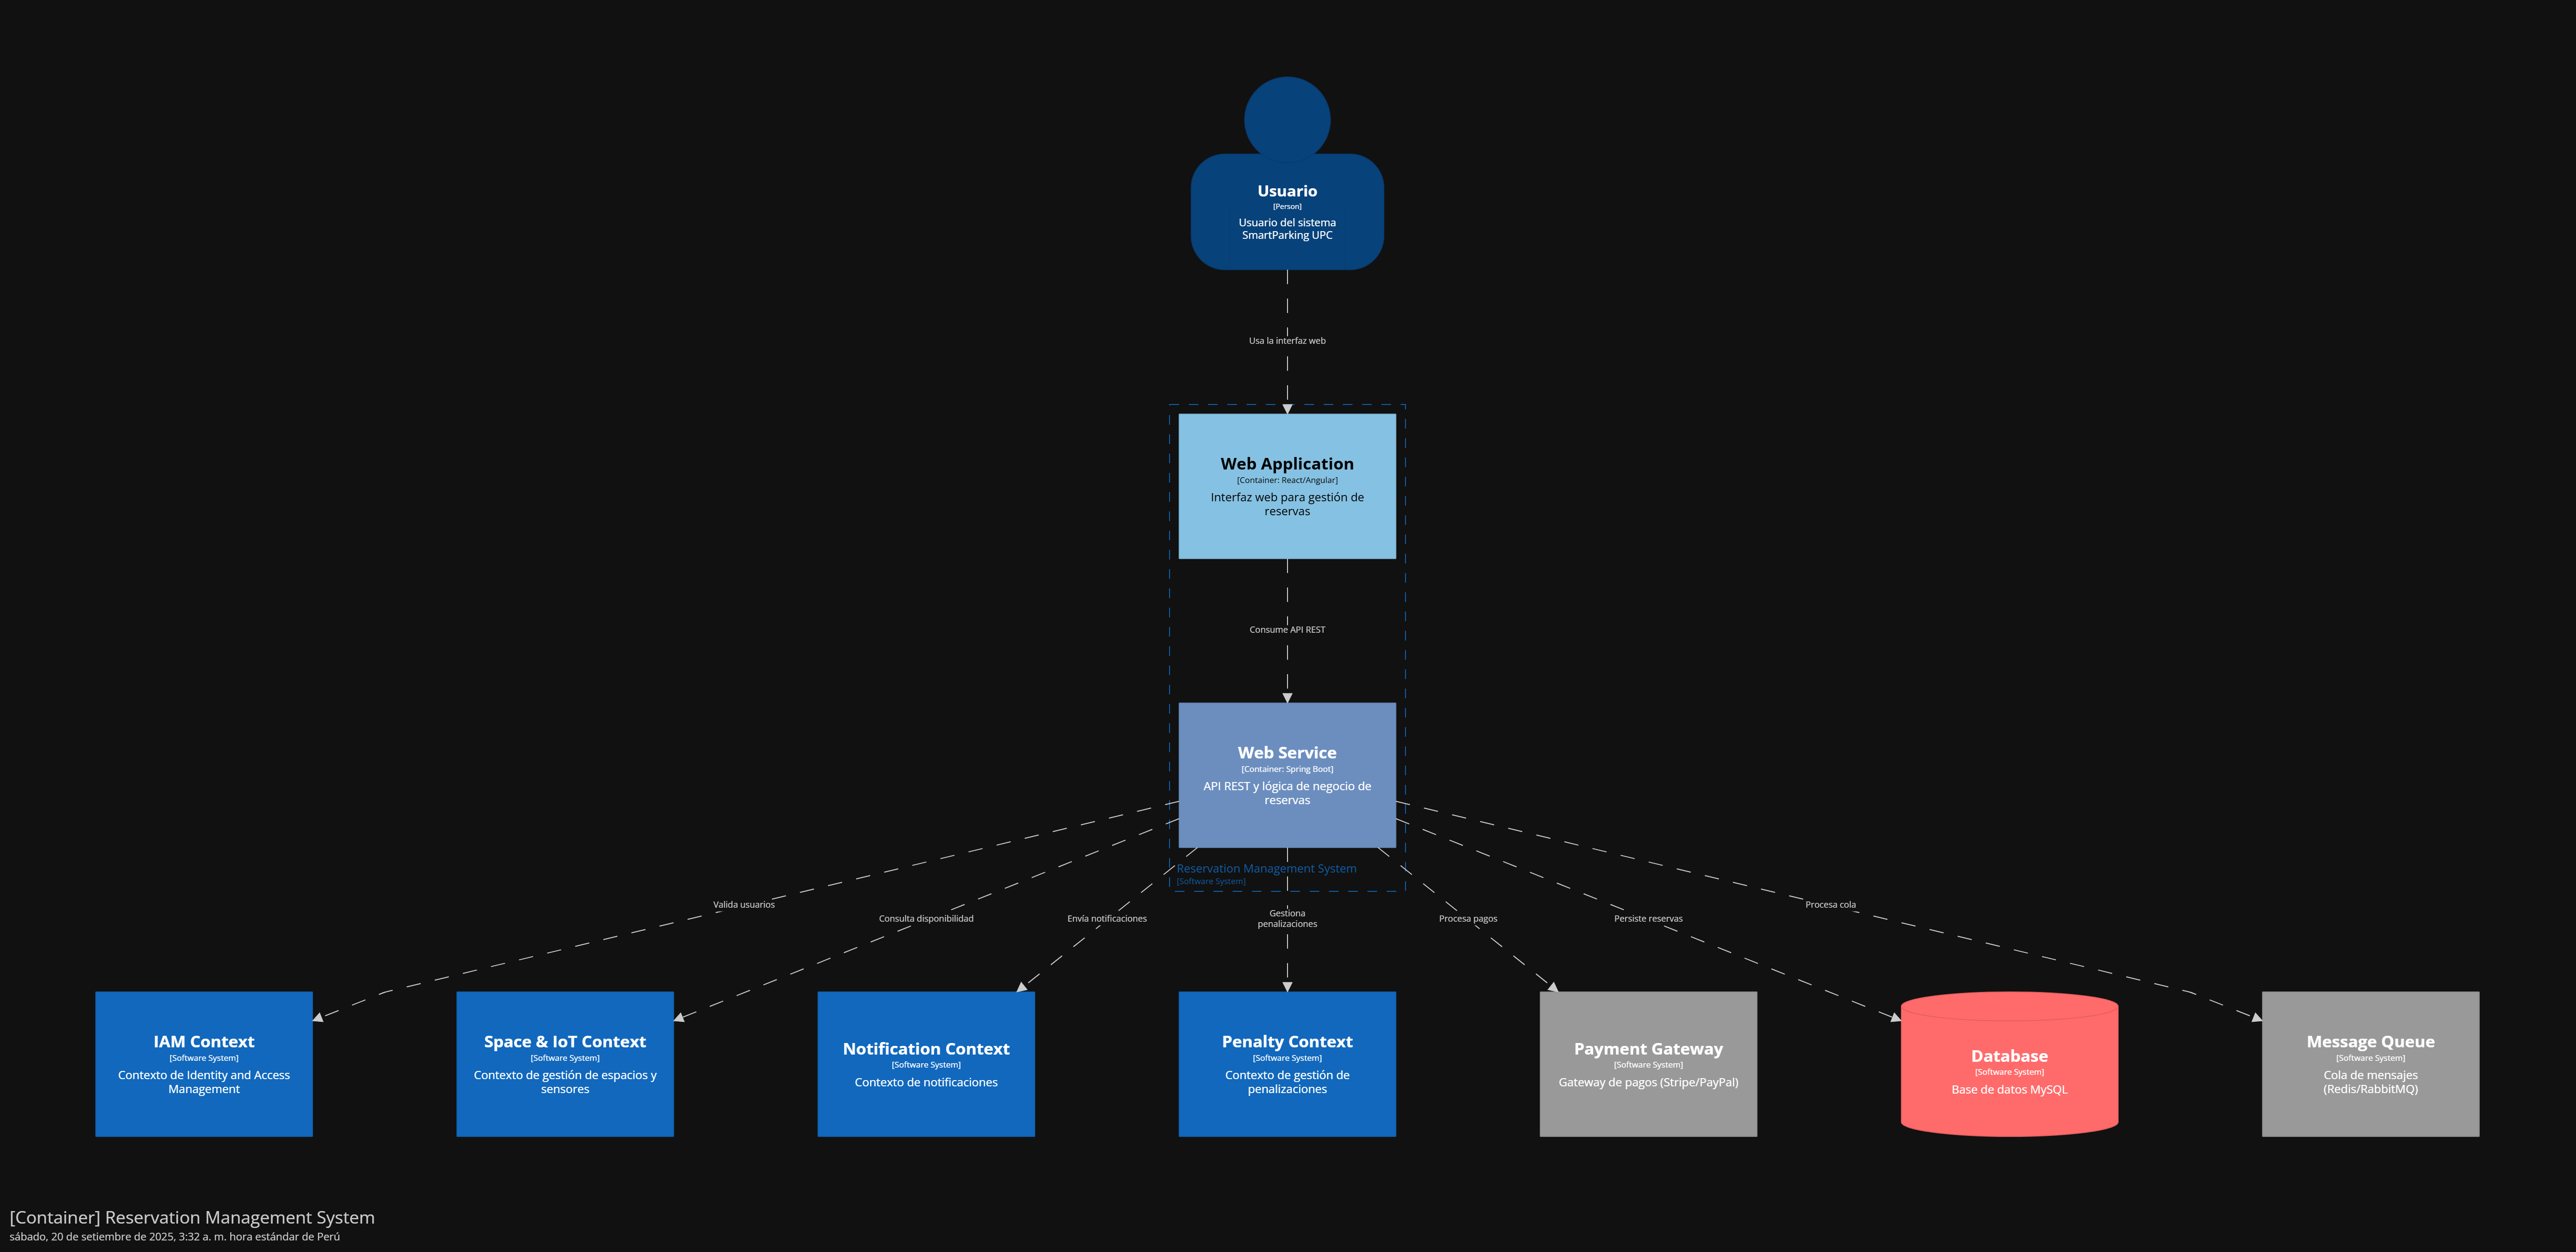 Usuario
[Person]
Usuario del sistema
SmartParking UPC
Usa la interfaz web
Web Application
[Container: React/Angular]
Interfaz web para gestión de
reservas
Consume API REST
Web Service
[Container: Spring Boot]
API REST y lógica de negocio de
reservas
Reservation Management System
[Software System]
Valida usuarios
Consulta disponibilidad
Envía notificaciones
Gestiona
penalizaciones
Procesa pagos
Persiste reservas
Procesa cola
IAM Context
[Software System]
Contexto de Identity and Access
Management
Space & IoT Context
[Software System]
Contexto de gestión de espacios y
sensores
Notification Context
[Software System]
Contexto de notificaciones
Penalty Context
[Software System]
Contexto de gestión de
penalizaciones
Payment Gateway
[Software System]
Gateway de pagos (Stripe/PayPal)
Database
[Software System]
Base de datos MySQL
Message Queue
[Software System]
Cola de mensajes
(Redis/RabbitMQ)
[Container] Reservation Management System
sábado, 20 de setiembre de 2025, 3:32 a. m. hora estándar de Perú